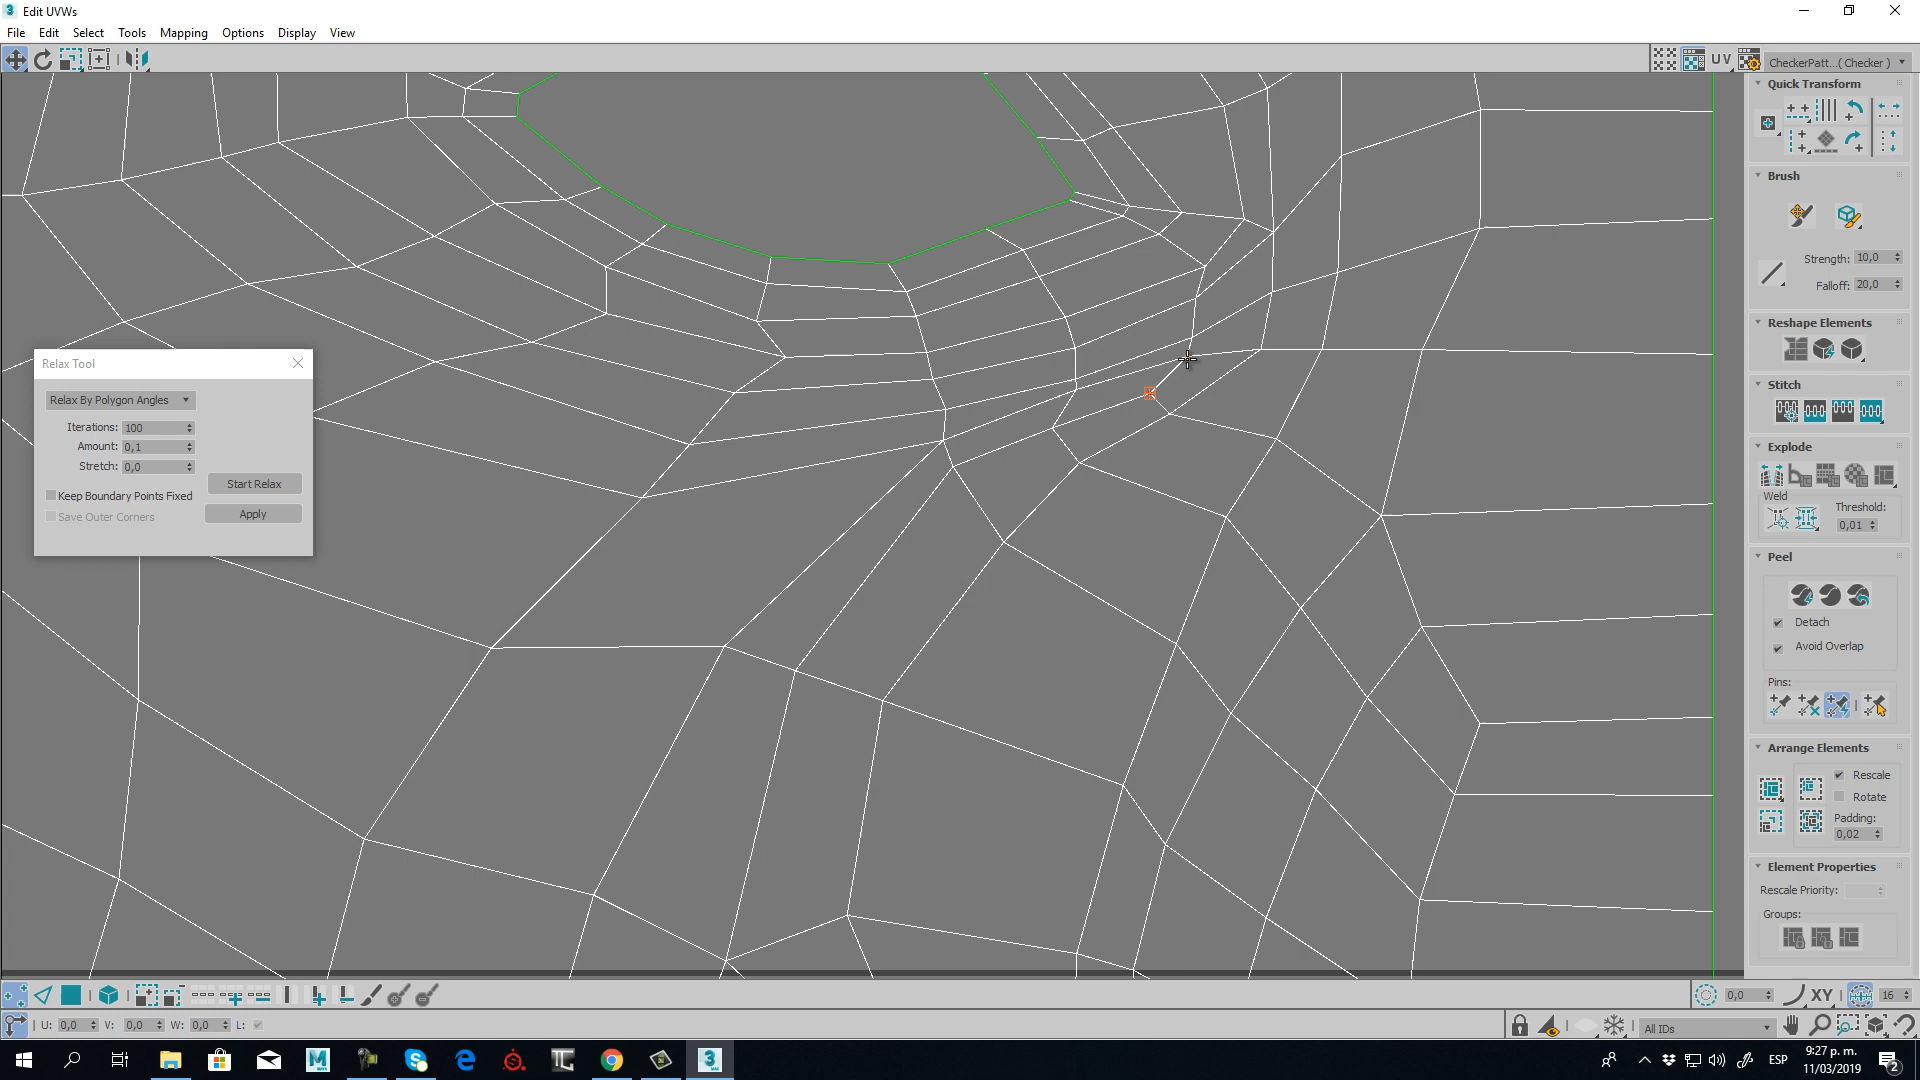 Edit UVWs
File Edit Select Tools Mapping Options Display View
UV
CheckerPatt...( Checker )
Quick Transform
Brush
Strength: 10,0
Falloff: 20,0
Reshape Elements
Stitch
Explode
Weld
Threshold:
0,01
Peel
Detach
Avoid Overlap
Pins:
Arrange Elements
Rescale
Rotate
Padding:
0,02
Element Properties
Rescale Priority:
Groups:
Relax Tool
Relax By Polygon Angles
Iterations: 100
Amount: 0,1
Stretch: 0,0
Start Relax
Keep Boundary Points Fixed
Apply
Save Outer Corners
0,0
XY
16
U: 0,0 V: 0,0 W: 0,0 L:
All IDs
ESP
9:27 p. m.
11/03/2019
2